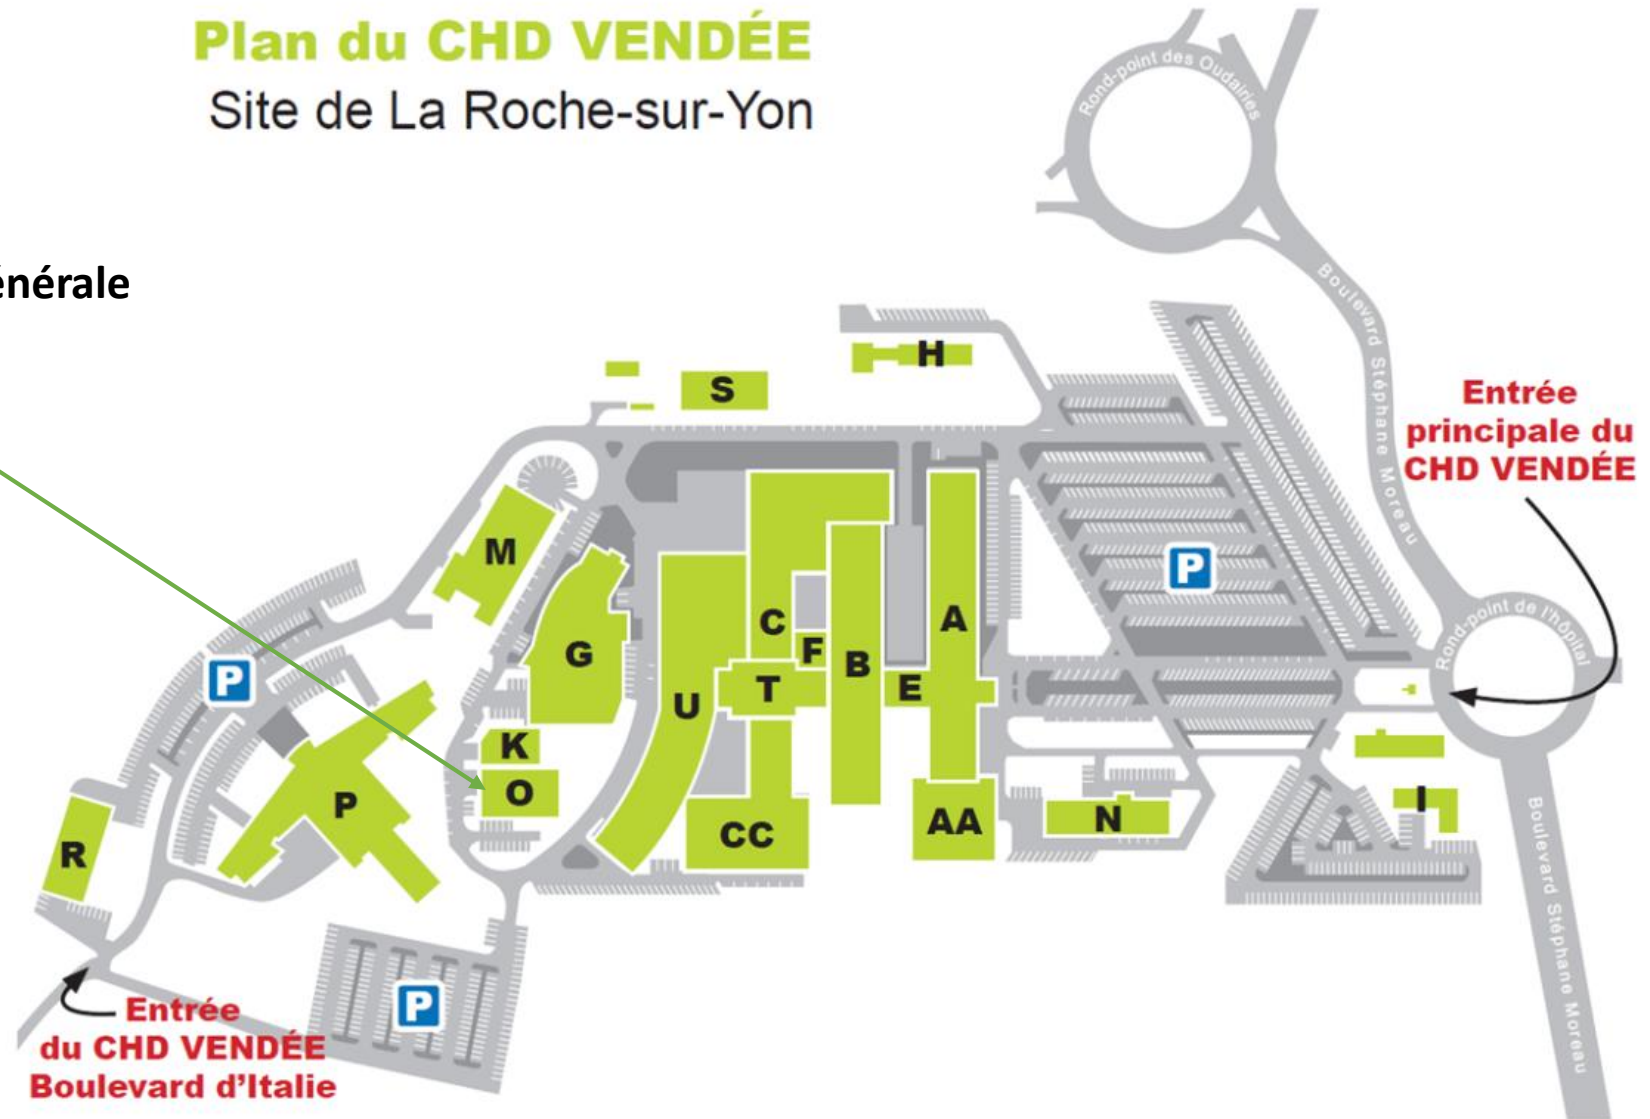 Plan du CHD VENDÉE
Site de La Roche-sur-Yon
Rond-point des Oudairies
énérale
Boulevard Stéphane Moreau
H
S
Entrée
principale du
CHD VENDÉE
M
P
C
A
F
G
B
Rond-point de l'hôpital
P
T
E
U
K
O
P
I
AA
N
CC
R
Boulevard Stéphane Moreau
P
Entrée
du CHD VENDÉE
Boulevard d'Italie